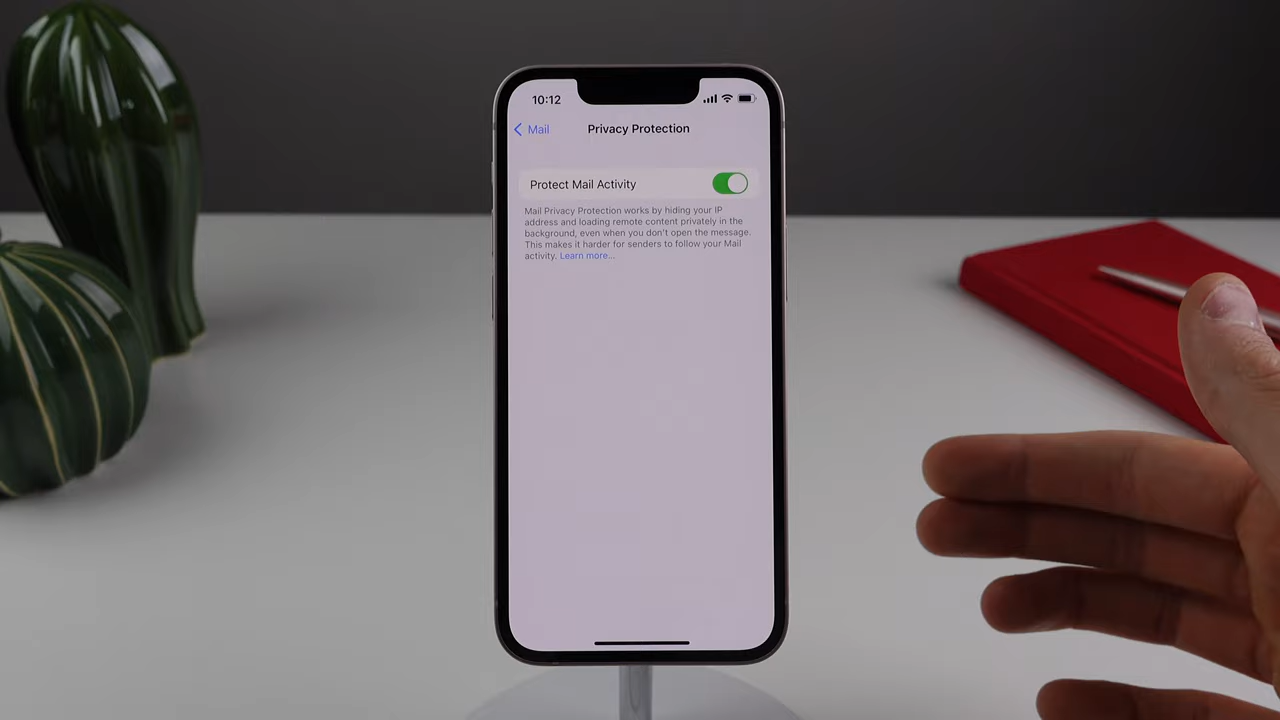 10:12
Mail
Privacy Protection
Protect Mail Activity
Mail Privacy Protection works by hiding your IP
address and loading remote content privately in the
background, even when you don't open the message.
This makes it harder for senders to follow your Mail
activity. Learn more...